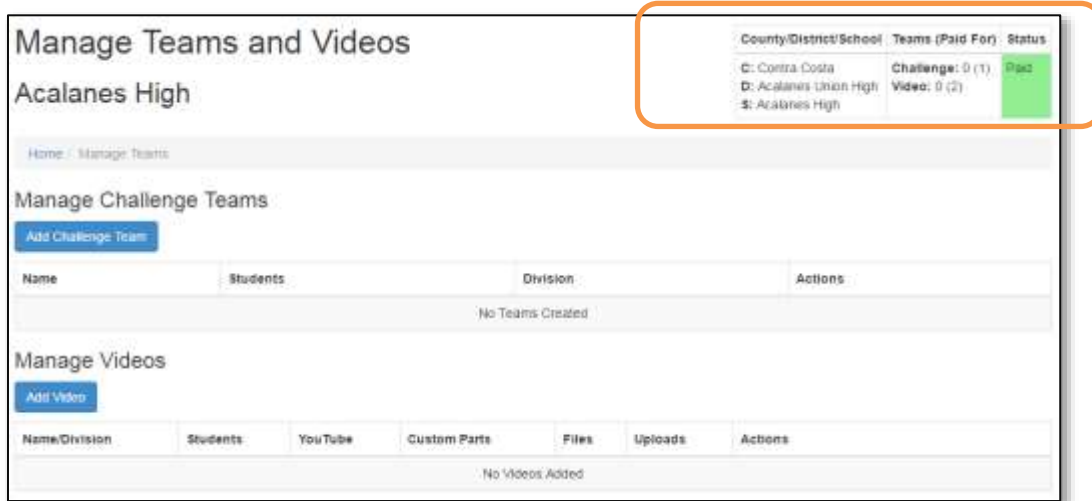 Manage Teams and Videos
Acalanes High
County/District/School Teams (Paid For) Status
C: Contra Costa Challenge: 0 (1) Paid
D: Acalanes Union High Video: 0 (2)
S: Acalanes High
Home / Manage Teams
Manage Challenge Teams
Add Challenge Team
Name Students Division Actions
No Teams Created
Manage Videos
Add Video
Name/Division Students YouTube Custom Parts Files Uploads Actions
No Videos Added